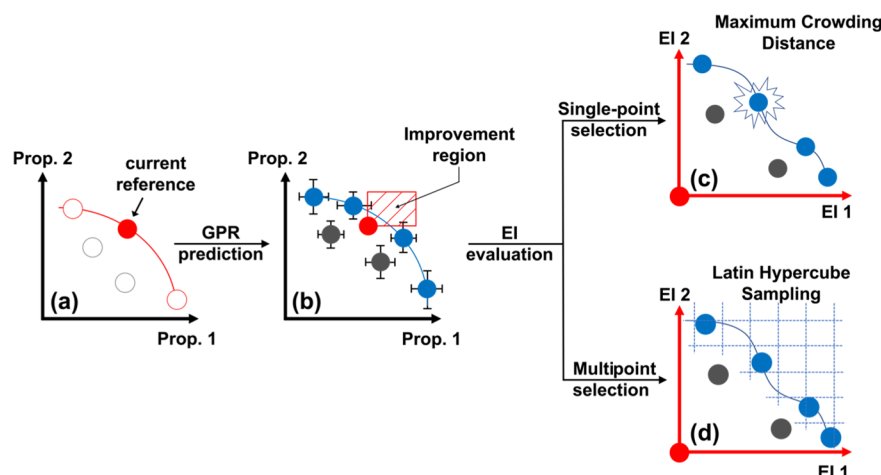 Prop. 2
current
reference
(a)
Prop. 1
GPR
prediction
Prop. 2
Improvement
region
(b)
Prop. 1
EI
evaluation
Single-point
selection
Multipoint
selection
Maximum Crowding
Distance
EI 2
(c)
EI 1
Latin Hypercube
Sampling
EI 2
(d)
EI 1